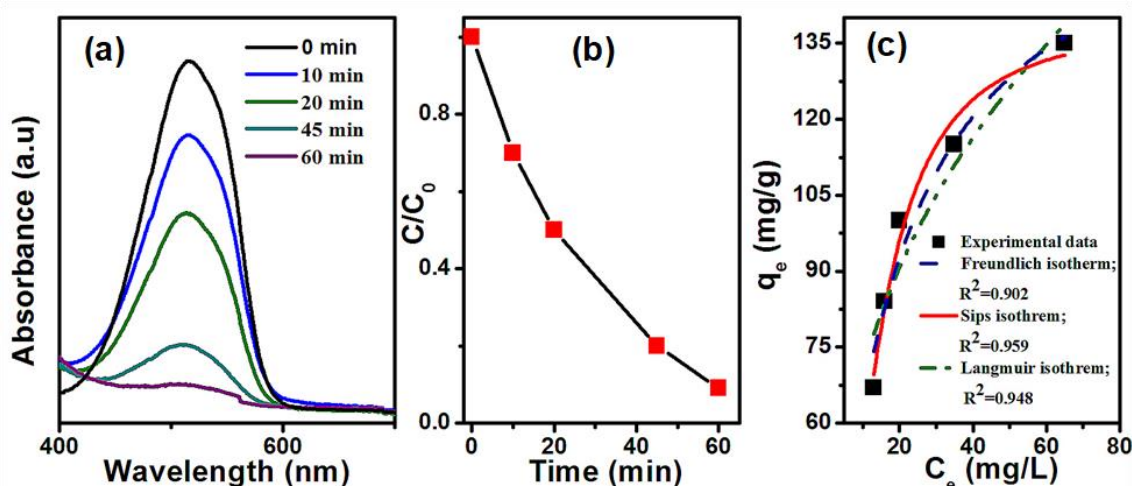 (a)
0 min
10 min
20 min
45 min
60 min
Absorbance (a.u)
400
600
Wavelength (nm)
(b)
C/C0
0.8
0.4
0.0
0
20
40
60
Time (min)
(c)
qe (mg/g)
135
120
105
90
75
60
Experimental data
Freundlich isotherm;
R2=0.902
Sips isothrem;
R2=0.959
Langmuir isothrem;
R2=0.948
20
40
60
80
Ce (mg/L)